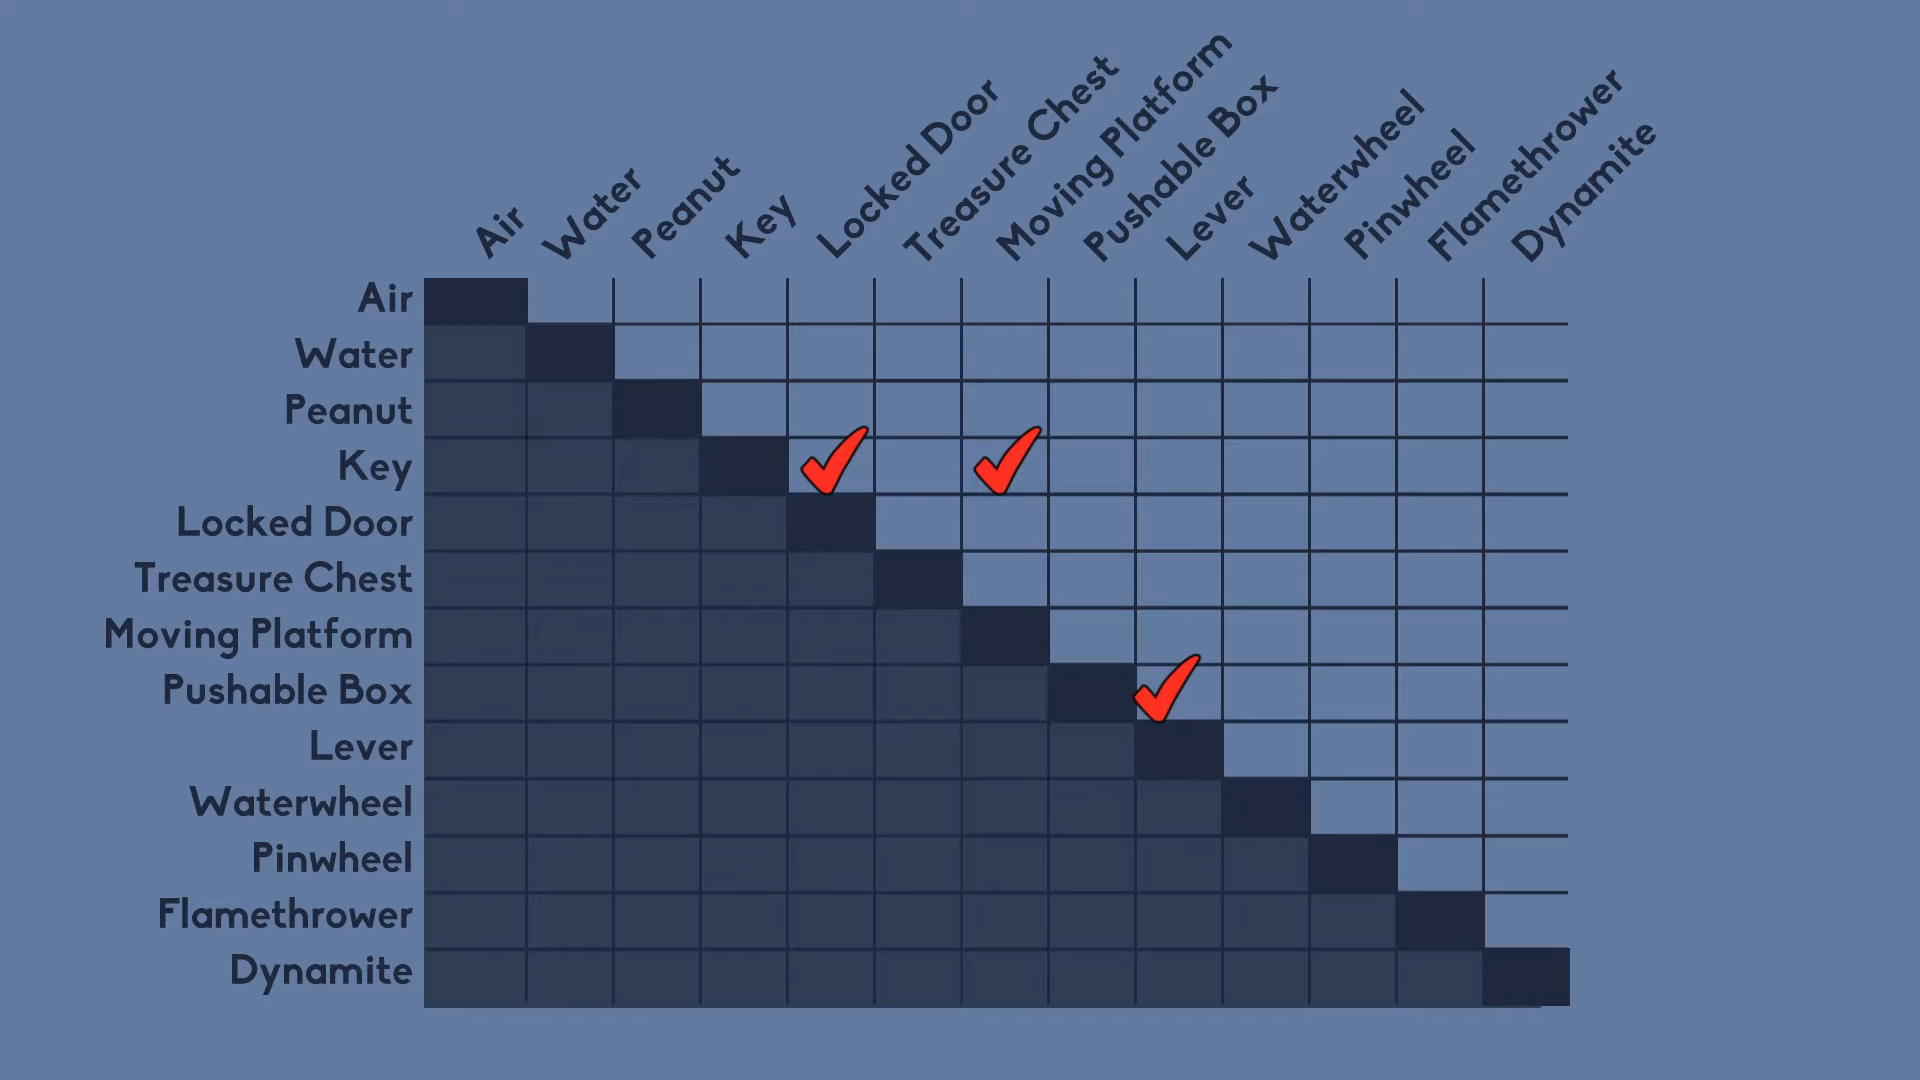 Air
Water
Peanut
Key
Locked Door
Treasure Chest
Moving Platform
Pushable Box
Lever
Waterwheel
Pinwheel
Flamethrower
Dynamite
Air
Water
Peanut
Key
Locked Door
Treasure Chest
Moving Platform
Pushable Box
Lever
Waterwheel
Pinwheel
Flamethrower
Dynamite